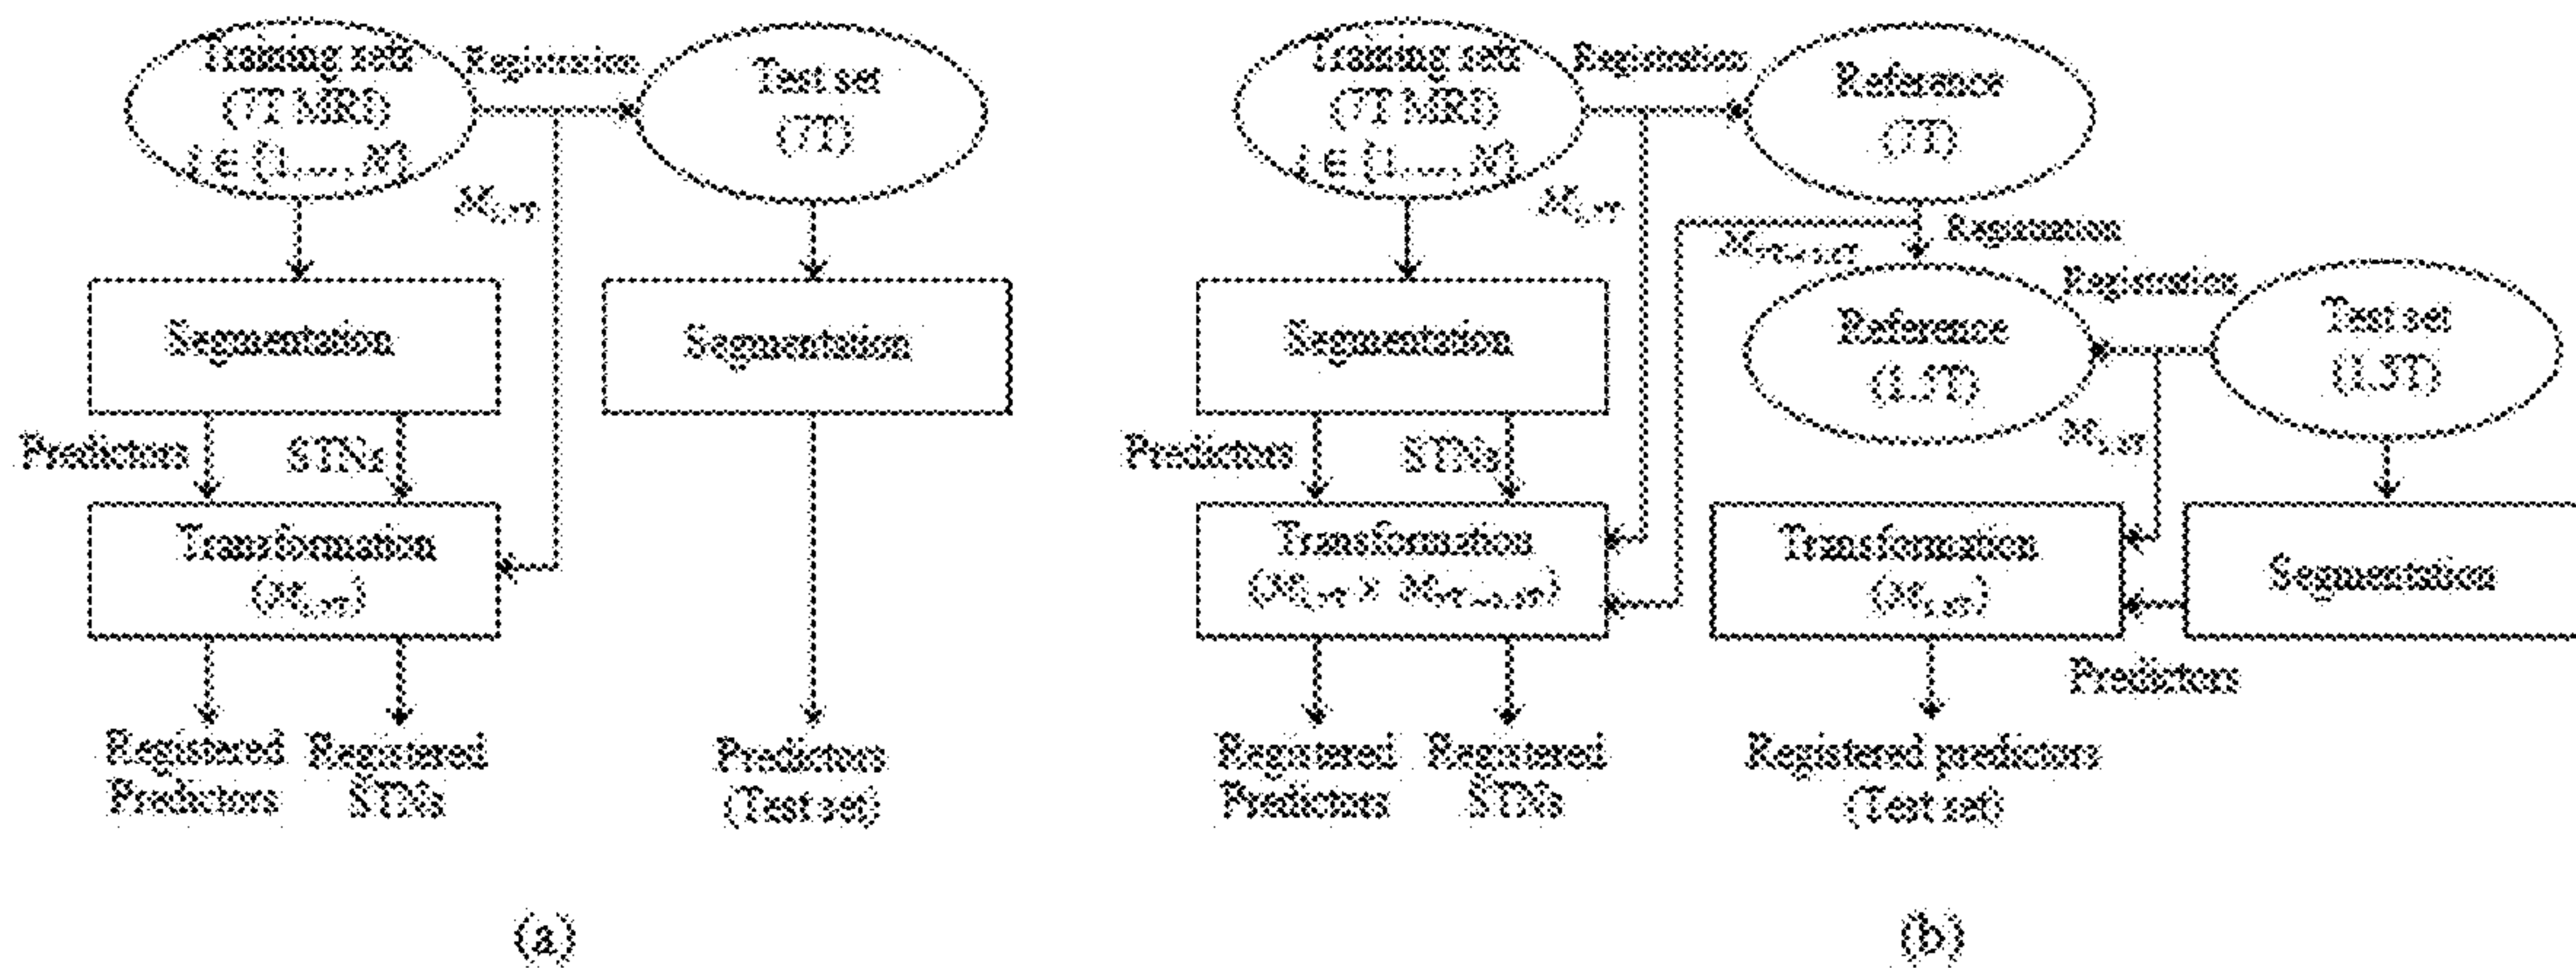 Training sets
(7T MRI)
Registration
Test set
(7T)
Segmentation
Segmentation
Predictors
STNs
Transformation
Registered
Predictors
Registered
STNs
Predictors
(Test set)
(a)
Training sets
(7T MRI)
Registration
Reference
(7T)
Registration
Segmentation
Reference
(1.5T)
Registration
Test set
(1.5T)
Predictors
STNs
Transformation
Transformation
Segmentation
Predictors
Registered
Predictors
Registered
STNs
Registered predictors
(Test set)
(b)